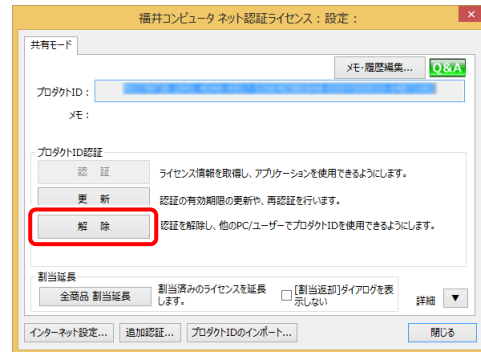 福井コンピュータ ネット認証ライセンス：設定：
共有モード
メモ・履歴編集...
Q&A
プロダクトID：
メモ：
プロダクトID認証
認 証
ライセンス情報を取得し、アプリケーションを使用できるようにします。
更 新
認証の有効期限の更新や、再認証を行います。
解 除
認証を解除し、他のPC/ユーザーでプロダクトIDを使用できるようにします。
割当延長
全商品 割当延長
割当済みのライセンスを延長
します。
[割当返却]ダイアログを表
示しない
詳細 ▼
インターネット設定...
追加認証...
プロダクトIDのインポート...
閉じる